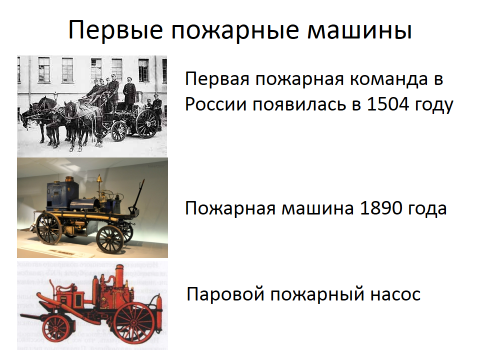 Первые пожарные машины
Первая пожарная команда в
России появилась в 1504 году
Пожарная машина 1890 года
Паровой пожарный насос